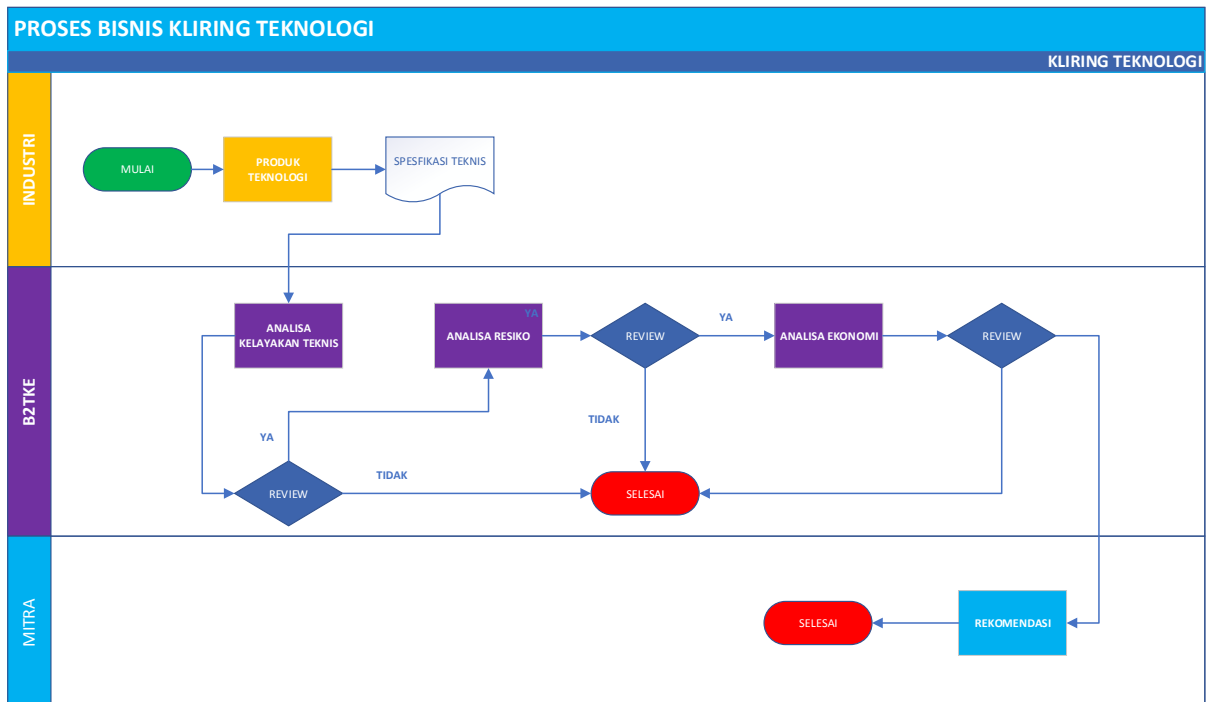 PROSES BISNIS KLIRING TEKNOLOGI
KLIRING TEKNOLOGI
INDUSTRI
MULAI
PRODUK
TEKNOLOGI
SPESFIKASI TEKNIS
B2TKE
ANALISA
KELAYAKAN TEKNIS
ANALISA RESIKO
YA
REVIEW
YA
ANALISA EKONOMI
REVIEW
TIDAK
YA
REVIEW
TIDAK
SELESAI
MITRA
SELESAI
REKOMENDASI